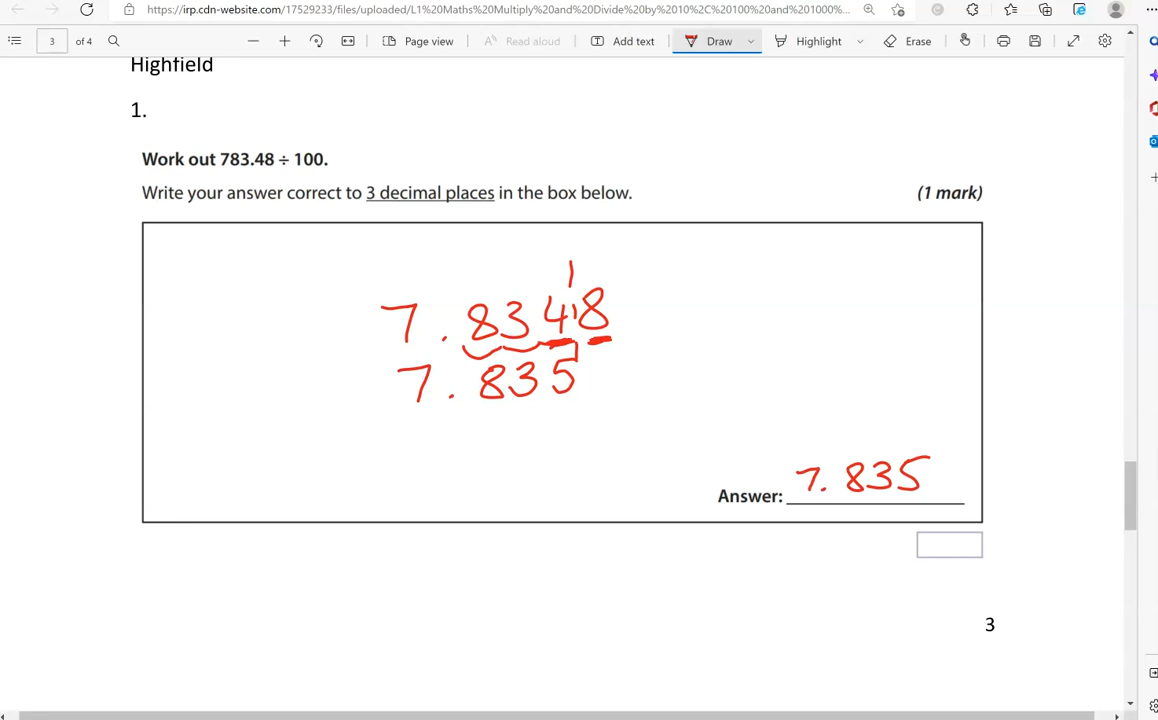 https://irp.cdn-website.com/17529233/files/uploaded/L1%20Maths%20Multiply%20and%20Divide%20by%2010%2C%20100%20and%201000%...
3 of 4 Page view Read aloud Add text Draw Highlight Erase
Highfield
1.
Work out 783.48 ÷ 100.
Write your answer correct to 3 decimal places in the box below. (1 mark)
1
7.8348
7.835
Answer: 7.835
3